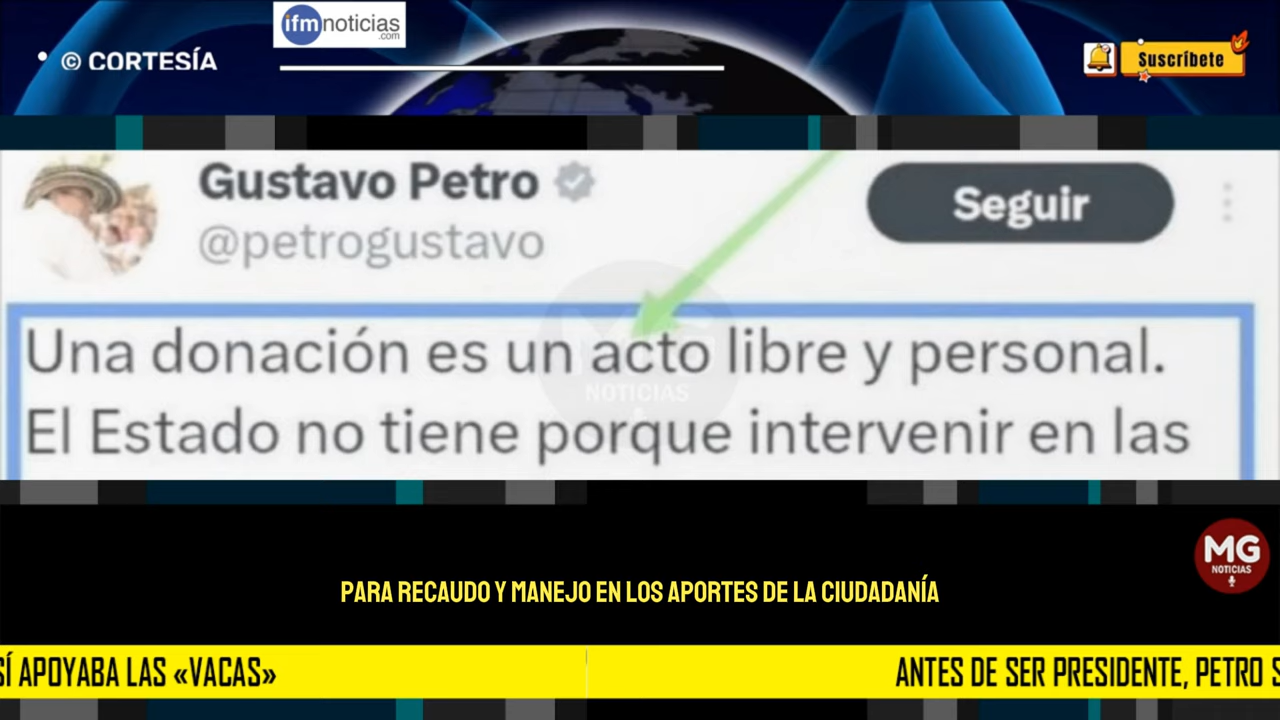 ifmnoticias
.com
© CORTESÍA
Suscríbete
Gustavo Petro
@petrogustavo
Seguir
Una donación es un acto libre y personal.
El Estado no tiene porque intervenir en las
MG
NOTICIAS
MG
NOTICIAS
PARA RECAUDO Y MANEJO EN LOS APORTES DE LA CIUDADANÍA
SÍ APOYABA LAS «VACAS»
ANTES DE SER PRESIDENTE, PETRO S